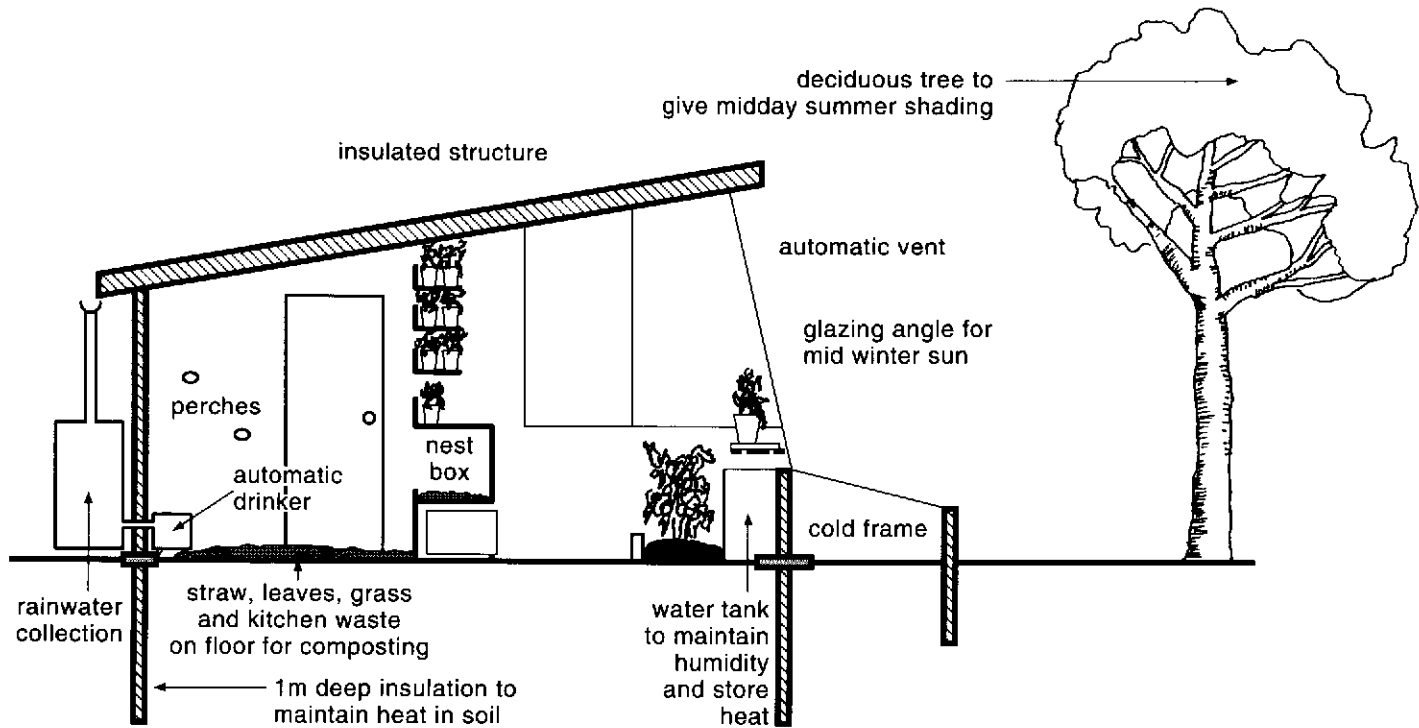 deciduous tree to
give midday summer shading
insulated structure
automatic vent
glazing angle for
mid winter sun
perches
nest
box
automatic
drinker
cold frame
rainwater
collection
straw, leaves, grass
and kitchen waste
on floor for composting
water tank
to maintain
humidity
and store
heat
1m deep insulation to
maintain heat in soil